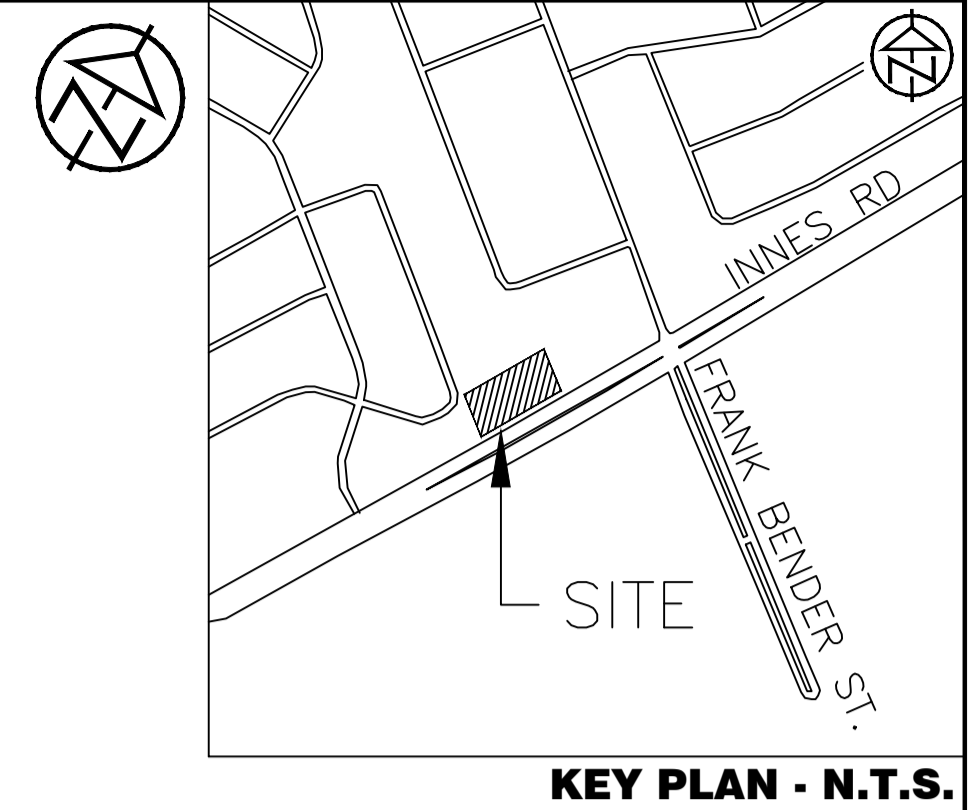 N
N
INNES RD
FRANK BENDER ST.
SITE
KEY PLAN - N.T.S.